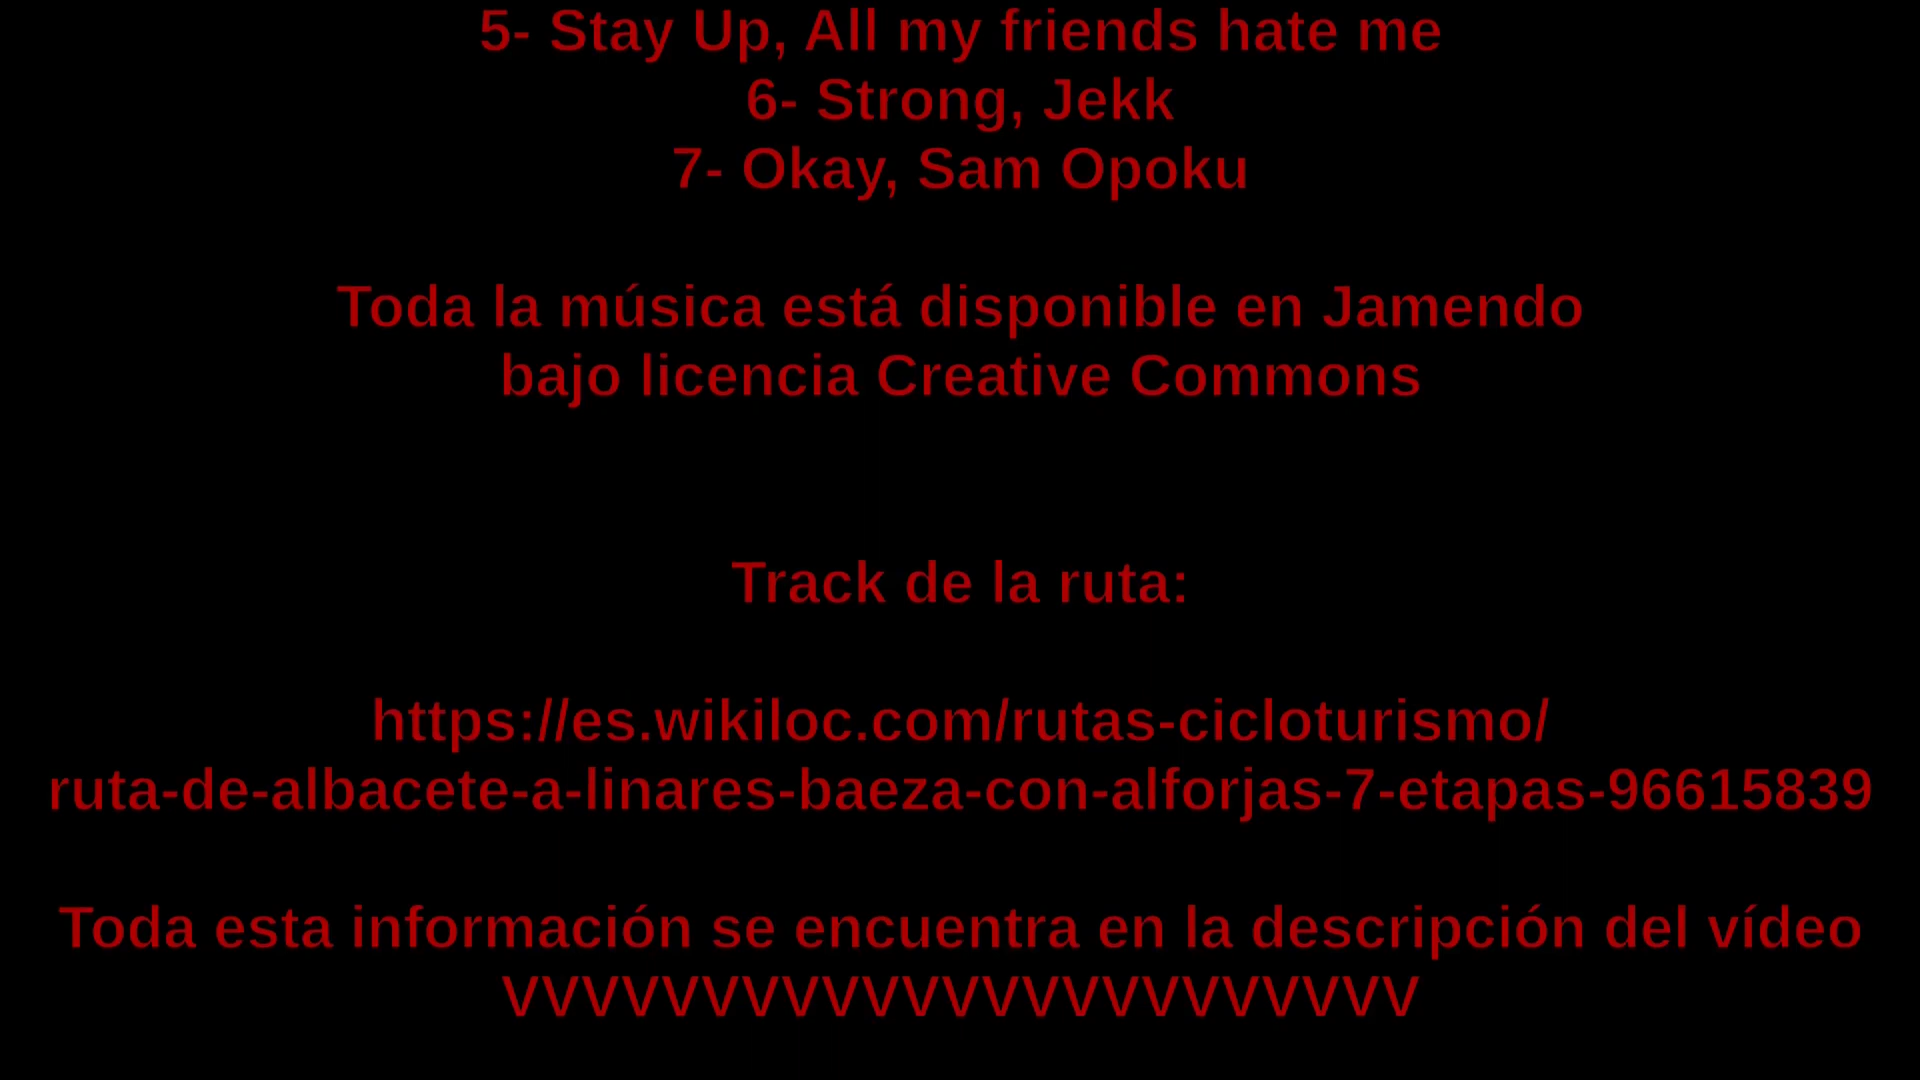 5- Stay Up, All my friends hate me
6- Strong, Jekk
7- Okay, Sam Opoku
Toda la música está disponible en Jamendo
bajo licencia Creative Commons
Track de la ruta:
https://es.wikiloc.com/rutas-cicloturismo/
ruta-de-albacete-a-linares-baeza-con-alforjas-7-etapas-96615839
Toda esta información se encuentra en la descripción del vídeo
VVVVVVVVVVVVVVVVVVVVVVV